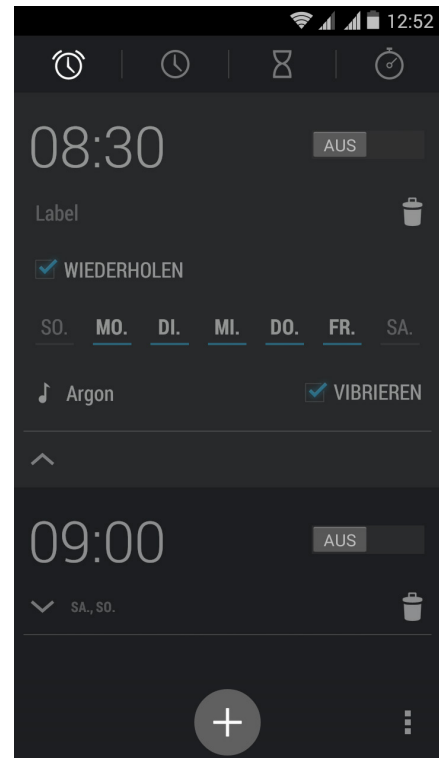 12:52
08:30 AUS
Label
WIEDERHOLEN
SO. MO. DI. MI. DO. FR. SA.
Argon VIBRIEREN
09:00 AUS
SA., SO.